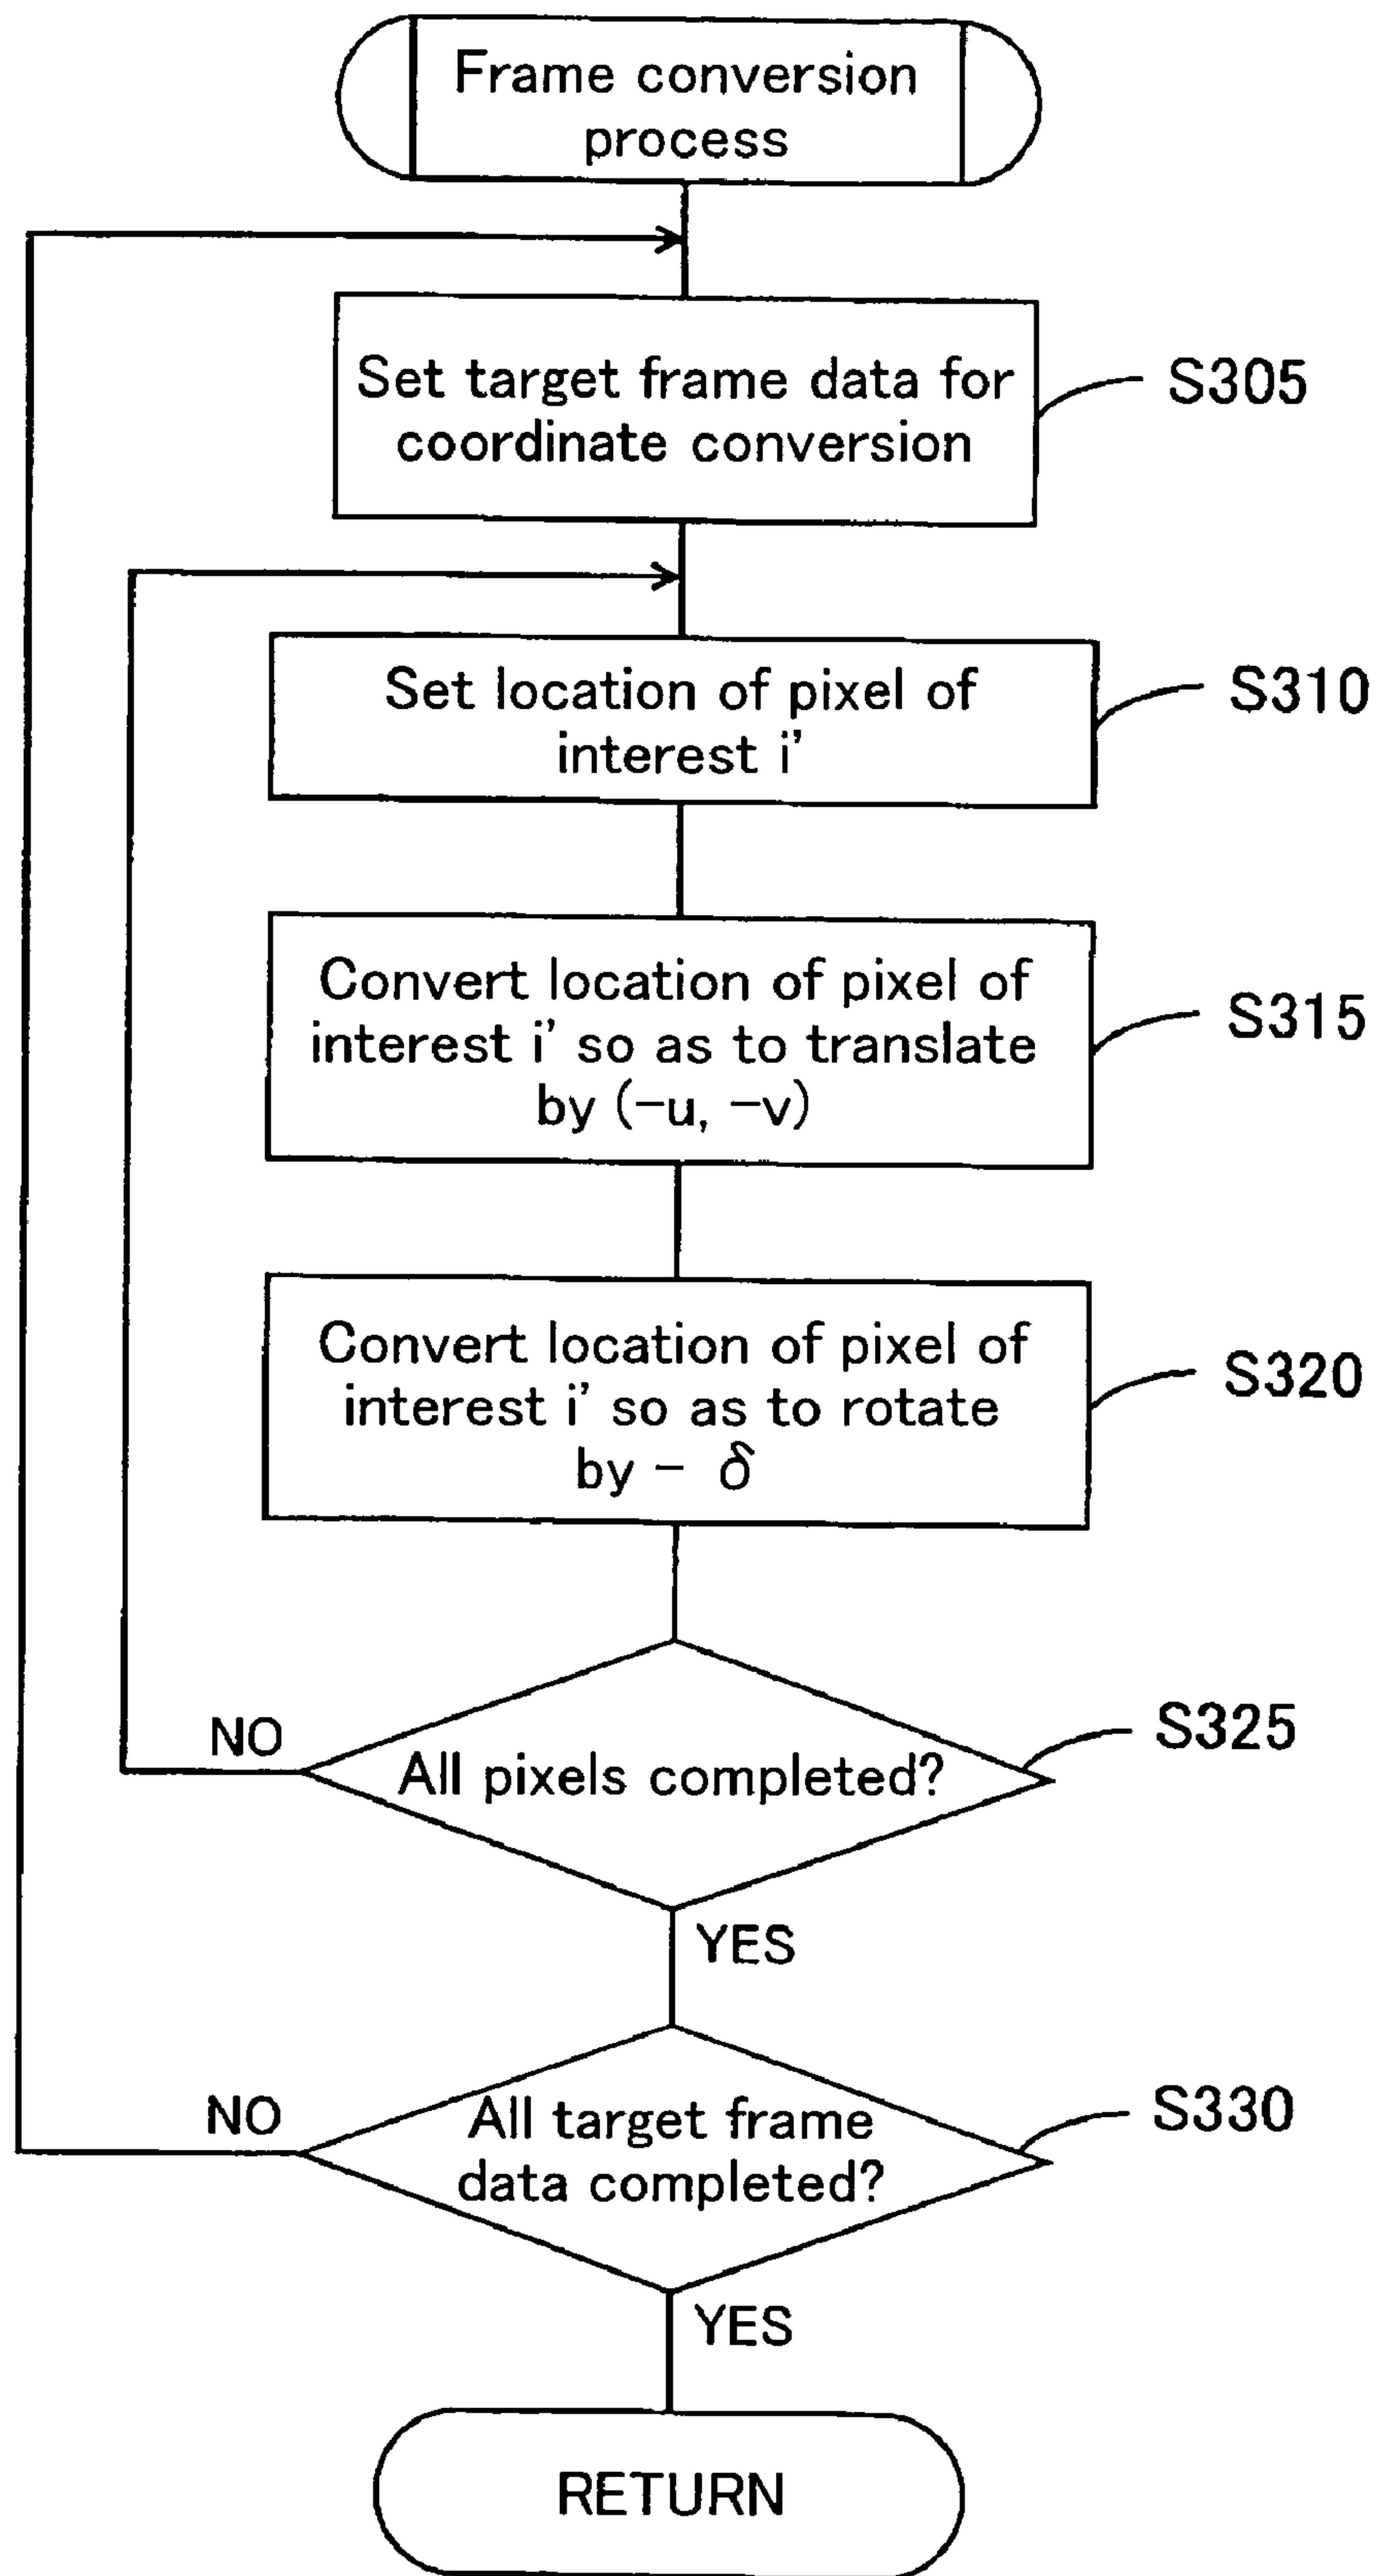 Frame conversion
process
Set target frame data for
coordinate conversion
S305
Set location of pixel of
interest i'
S310
Convert location of pixel of
interest i' so as to translate
by (−u, −v)
S315
Convert location of pixel of
interest i' so as to rotate
by − δ
S320
NO
All pixels completed?
S325
YES
NO
All target frame
data completed?
S330
YES
RETURN